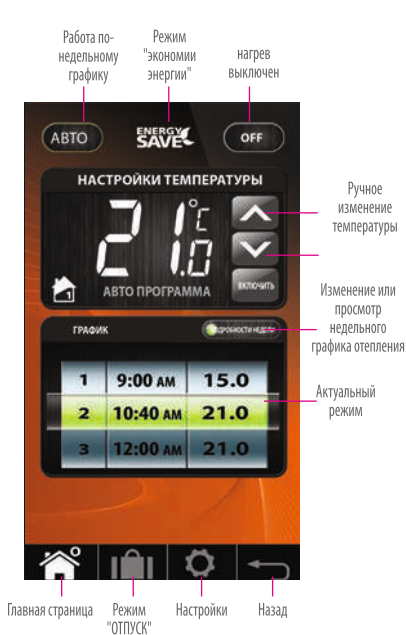 Работа по-
недельному
графику
Режим
"экономии
энергии"
нагрев
выключен
АВТО
ENERGY
SAVE
OFF
НАСТРОЙКИ ТЕМПЕРАТУРЫ
21°C
21.0
ВКЛЮЧИТЬ
1
АВТО ПРОГРАММА
Ручное
изменение
температуры
Изменение или
просмотр
недельного
графика отепления
ГРАФИК
ПОДРОБНОСТИ НЕДЕЛИ
1 9:00 AM 15.0
2 10:40 AM 21.0
3 12:00 AM 21.0
Актуальный
режим
Главная страница
Режим
"ОТПУСК"
Настройки
Назад